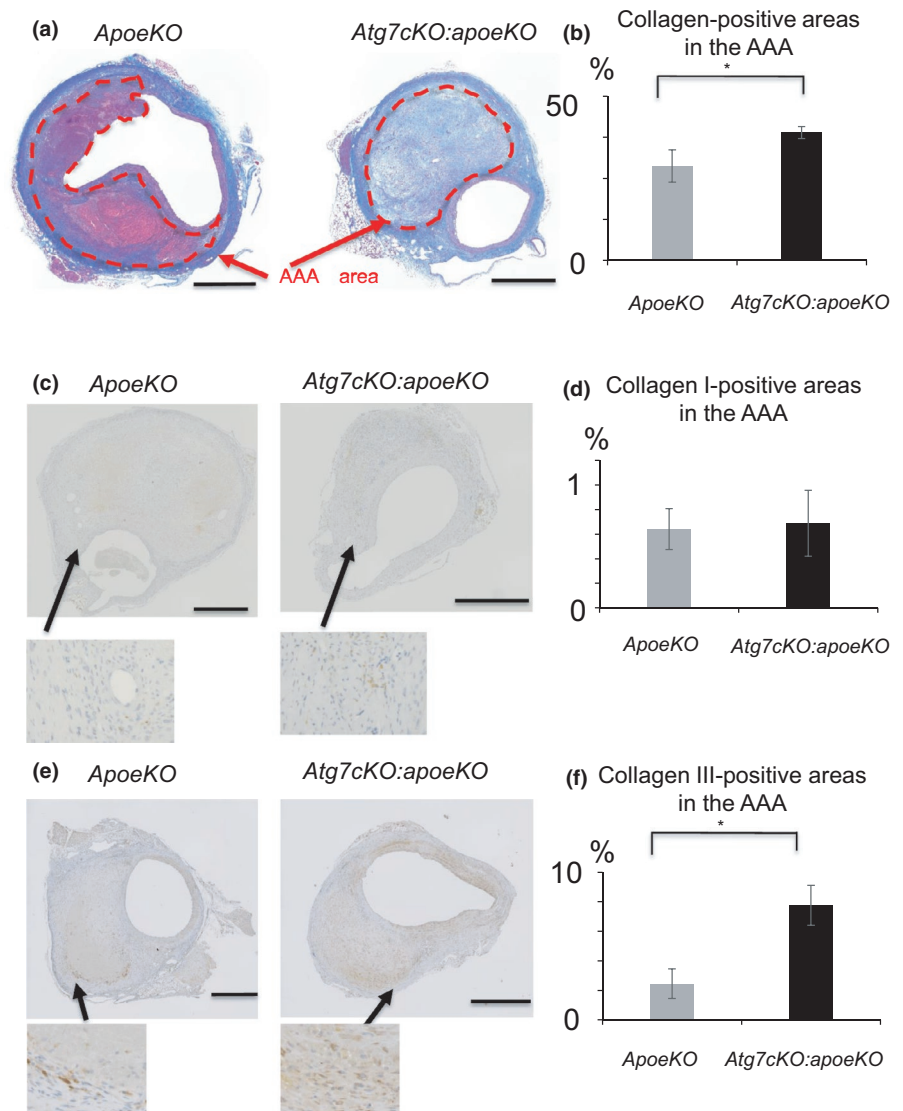 (a)
ApoeKO
Atg7cKO:apoeKO
AAA area
(b)
Collagen-positive areas
in the AAA
%
*
50
0
ApoeKO
Atg7cKO:apoeKO
(c)
ApoeKO
Atg7cKO:apoeKO
(d)
Collagen I-positive areas
in the AAA
%
1
0
ApoeKO
Atg7cKO:apoeKO
(e)
ApoeKO
Atg7cKO:apoeKO
(f)
Collagen III-positive areas
in the AAA
*
%
10
0
ApoeKO
Atg7cKO:apoeKO